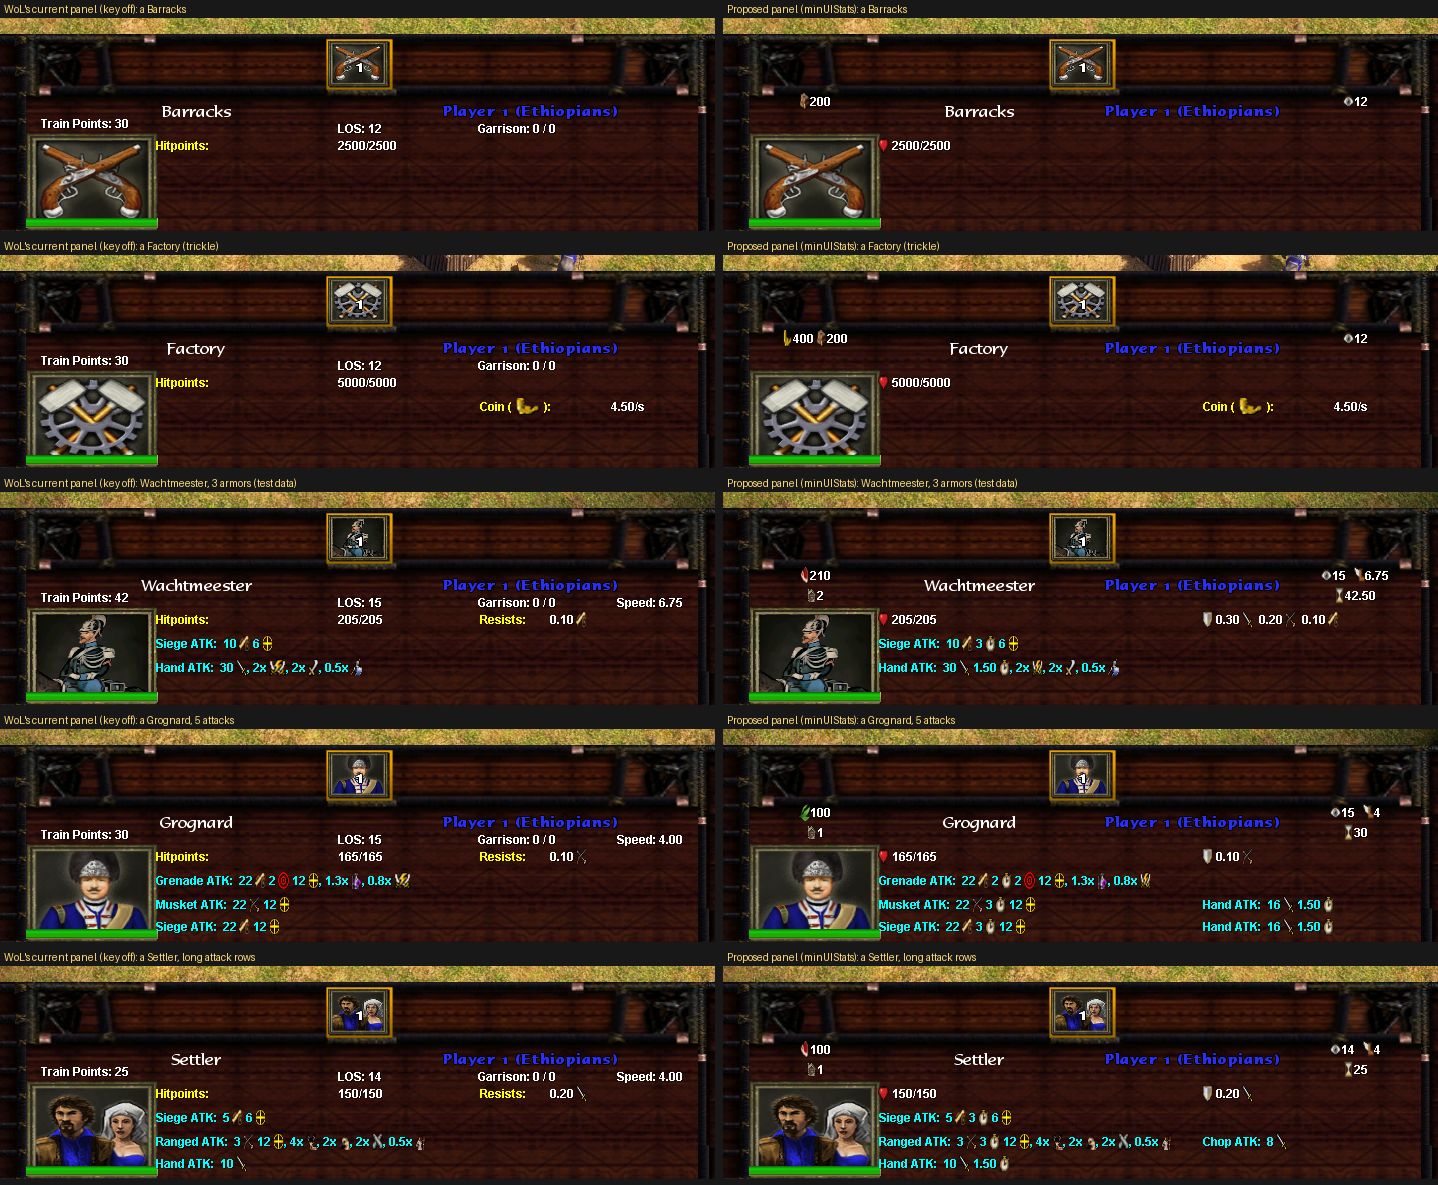 WoL's current panel (key off): a Barracks
1
Barracks
Player 1 (Ethiopians)
Train Points: 30
LOS: 12
Garrison: 0 / 0
Hitpoints:
2500/2500
Proposed panel (minUIStats): a Barracks
1
200
Barracks
Player 1 (Ethiopians)
12
2500/2500
WoL's current panel (key off): a Factory (trickle)
1
Factory
Player 1 (Ethiopians)
Train Points: 30
LOS: 12
Garrison: 0 / 0
Hitpoints:
5000/5000
Coin ( ): 4.50/s
Proposed panel (minUIStats): a Factory (trickle)
1
400 200
Factory
Player 1 (Ethiopians)
12
5000/5000
Coin ( ): 4.50/s
WoL's current panel (key off): Wachtmeester, 3 armors (test data)
1
Wachtmeester
Player 1 (Ethiopians)
Train Points: 42
LOS: 15
Garrison: 0 / 0
Speed: 6.75
Hitpoints:
205/205
Resists: 0.10
Siege ATK: 10 6
Hand ATK: 30 , 2x , 2x , 0.5x
Proposed panel (minUIStats): Wachtmeester, 3 armors (test data)
1
210
Wachtmeester
Player 1 (Ethiopians)
15 6.75
2
42.50
205/205
0.30 0.20 0.10
Siege ATK: 10 3 6
Hand ATK: 30 1.50 , 2x , 2x , 0.5x
WoL's current panel (key off): a Grognard, 5 attacks
1
Grognard
Player 1 (Ethiopians)
Train Points: 30
LOS: 15
Garrison: 0 / 0
Speed: 4.00
Hitpoints:
165/165
Resists: 0.10
Grenade ATK: 22 2 12 , 1.3x , 0.8x
Musket ATK: 22 12
Siege ATK: 22 12
Proposed panel (minUIStats): a Grognard, 5 attacks
1
100
Grognard
Player 1 (Ethiopians)
15 4
1
30
165/165
0.10
Grenade ATK: 22 2 2 12 , 1.3x , 0.8x
Musket ATK: 22 3 12
Hand ATK: 16 1.50
Siege ATK: 22 3 12
Hand ATK: 16 1.50
WoL's current panel (key off): a Settler, long attack rows
1
Settler
Player 1 (Ethiopians)
Train Points: 25
LOS: 14
Garrison: 0 / 0
Speed: 4.00
Hitpoints:
150/150
Resists: 0.20
Siege ATK: 5 6
Ranged ATK: 3 12 , 4x , 2x , 2x , 0.5x
Hand ATK: 10
Proposed panel (minUIStats): a Settler, long attack rows
1
100
Settler
Player 1 (Ethiopians)
14 4
1
25
150/150
0.20
Siege ATK: 5 3 6
Ranged ATK: 3 3 12 , 4x , 2x , 2x , 0.5x
Chop ATK: 8
Hand ATK: 10 1.50